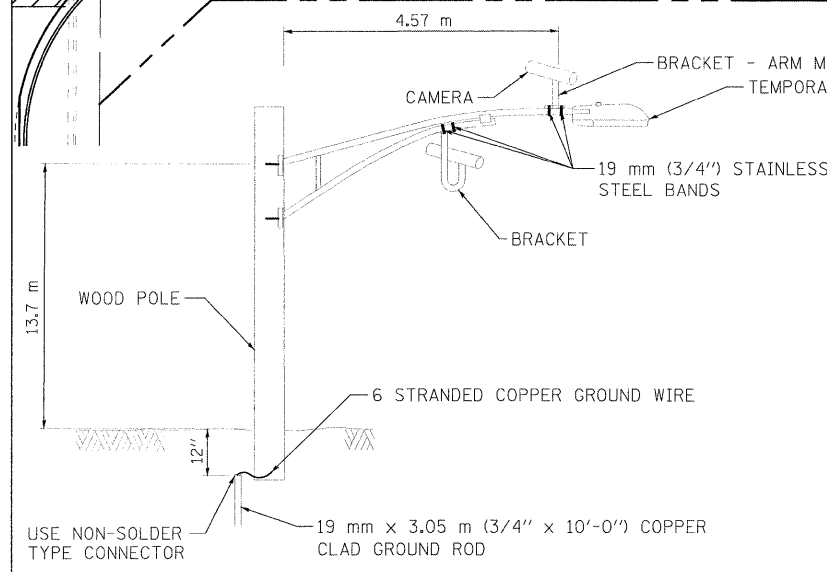 4.57 m
BRACKET - ARM M
CAMERA
TEMPORA
19 mm (3/4") STAINLESS
STEEL BANDS
BRACKET
WOOD POLE
13.7 m
6 STRANDED COPPER GROUND WIRE
12"
USE NON-SOLDER
TYPE CONNECTOR
19 mm x 3.05 m (3/4" x 10'-0") COPPER
CLAD GROUND ROD